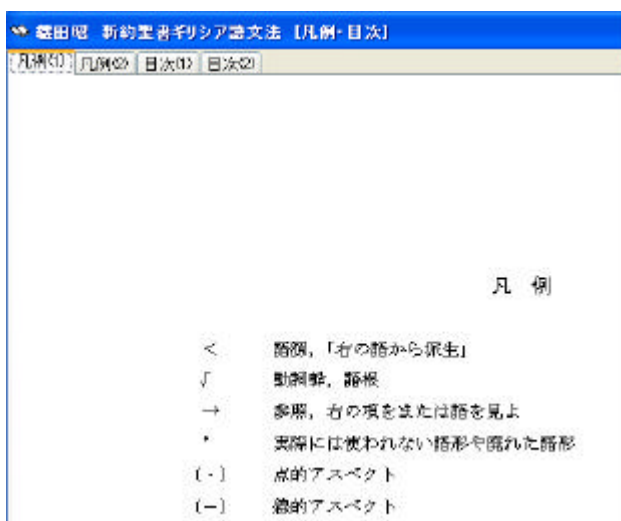 織田昭 新約聖書ギリシア語文法 [凡例・目次]
凡例(1) 凡例(2) 目次(1) 目次(2)
凡 例
< 語源,「右の語から派生」
√ 動詞幹, 語根
→ 参照, 右の項をまたは語を見よ
* 実際には使われない語形や廃れた語形
[・] 点的アスペクト
[―] 線的アスペクト